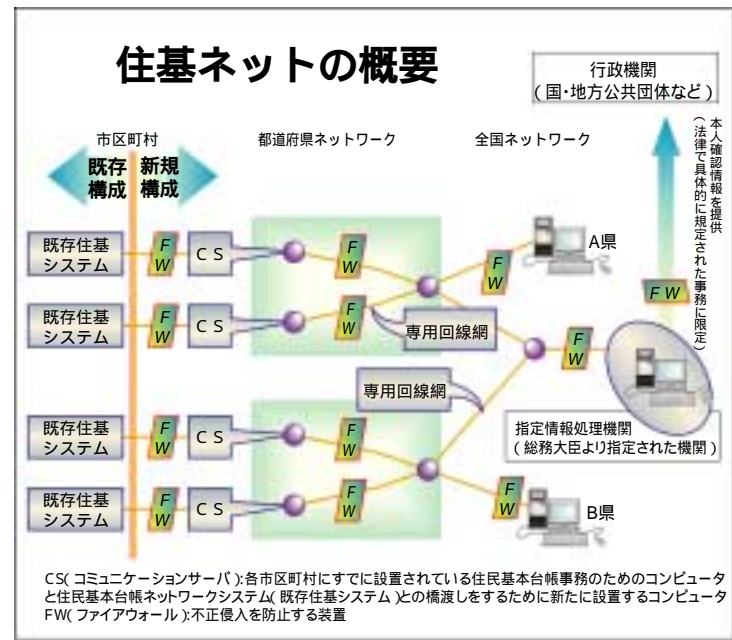 住基ネットの概要
行政機関
(国・地方公共団体など)
市区町村
都道府県ネットワーク
全国ネットワーク
本人確認情報を提供
(法律で具体的に規定された事務に限定)
既存
構成
新規
構成
既存住基
システム
FW
CS
FW
FW
A県
既存住基
システム
FW
CS
FW
専用回線網
FW
FW
専用回線網
指定情報処理機関
(総務大臣より指定された機関)
既存住基
システム
FW
CS
FW
既存住基
システム
FW
CS
FW
FW
B県
CS(コミュニケーションサーバ):各市区町村にすでに設置されている住民基本台帳事務のためのコンピュータ
と住民基本台帳ネットワークシステム(既存住基システム)との橋渡しをするために新たに設置するコンピュータ
FW(ファイアウォール):不正侵入を防止する装置